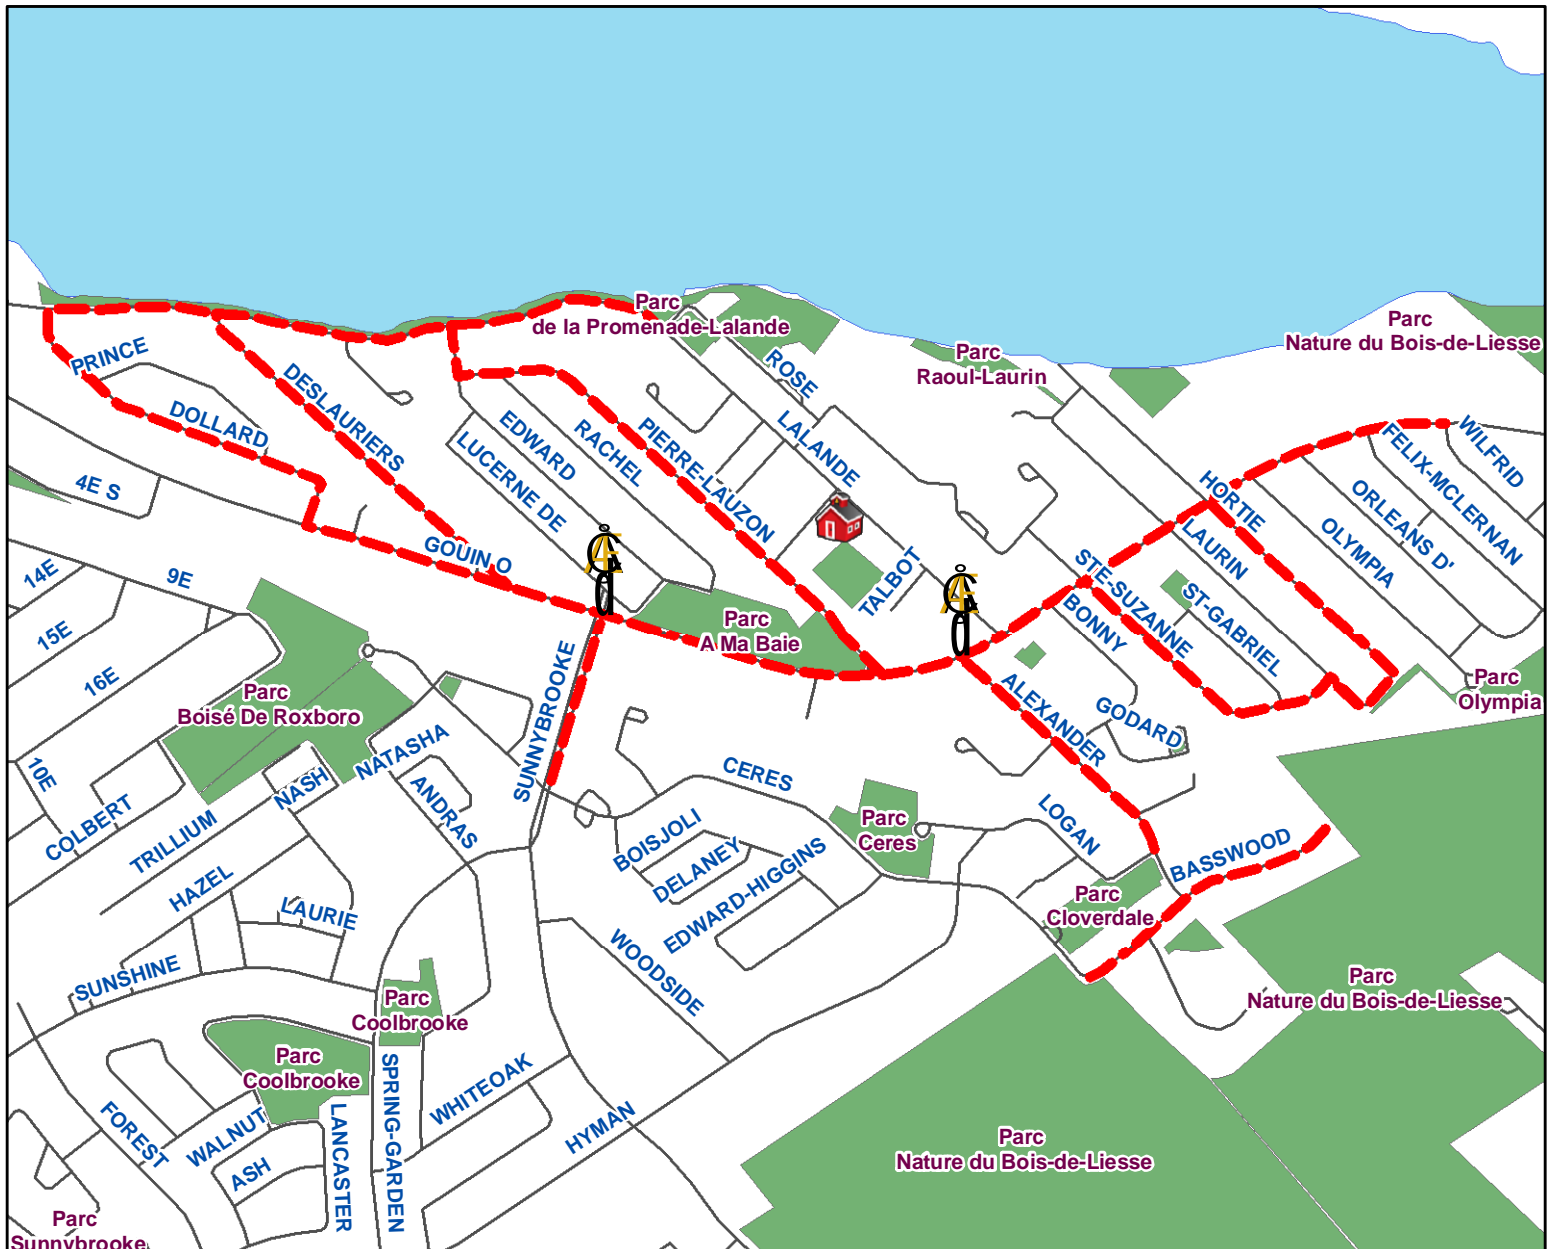 Parc
de la Promenade-Lalande
Parc
Nature du Bois-de-Liesse
Parc
Raoul-Laurin
PRINCE
DOLLARD
DESLAURIERS
EDWARD
RACHEL
LUCERNE DE
PIERRE-LAUZON
ROSE
LALANDE
TALBOT
HORTIE
LAURIN
STE-SUZANNE
ST-GABRIEL
BONNY
GODARD
WILFRID
FELIX-MCLERNAN
ORLEANS D'
OLYMPIA
4E S
GOUIN O
14E
9E
15E
16E
10E
Parc
A Ma Baie
Parc
Olympia
Parc
Boisé De Roxboro
SUNNYBROOKE
ALEXANDER
NATASHA
NASH
ANDRAS
COLBERT
TRILLIUM
HAZEL
LAURIE
SUNSHINE
CERES
BOISJOLI
DELANEY
EDWARD-HIGGINS
WOODSIDE
Parc
Ceres
LOGAN
BASSWOOD
Parc
Cloverdale
Parc
Nature du Bois-de-Liesse
Parc
Coolbrooke
Parc
Coolbrooke
SPRING-GARDEN
WHITEOAK
HYMAN
FOREST
WALNUT
ASH
LANCASTER
Parc
Nature du Bois-de-Liesse
Parc
Sunnybrooke